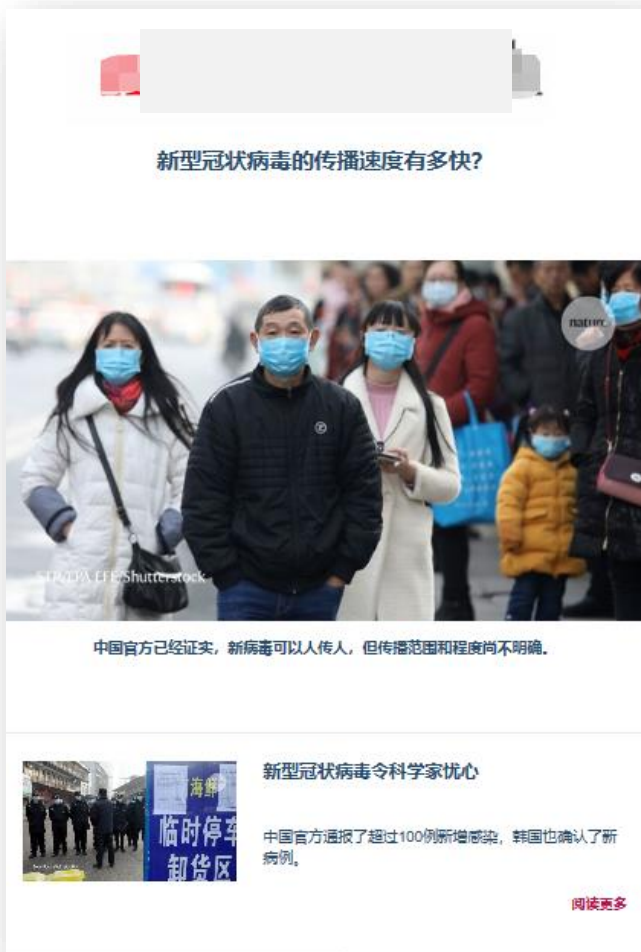 新型冠状病毒的传播速度有多快?
nature
STR/EPA EFE/Shutterstock
中国官方已经证实，新病毒可以人传人，但传播范围和程度尚不明确。
新型冠状病毒令科学家忧心
海鲜
临时停车
卸货区
中国官方通报了超过100例新增感染，韩国也确认了新
病例。
阅读更多